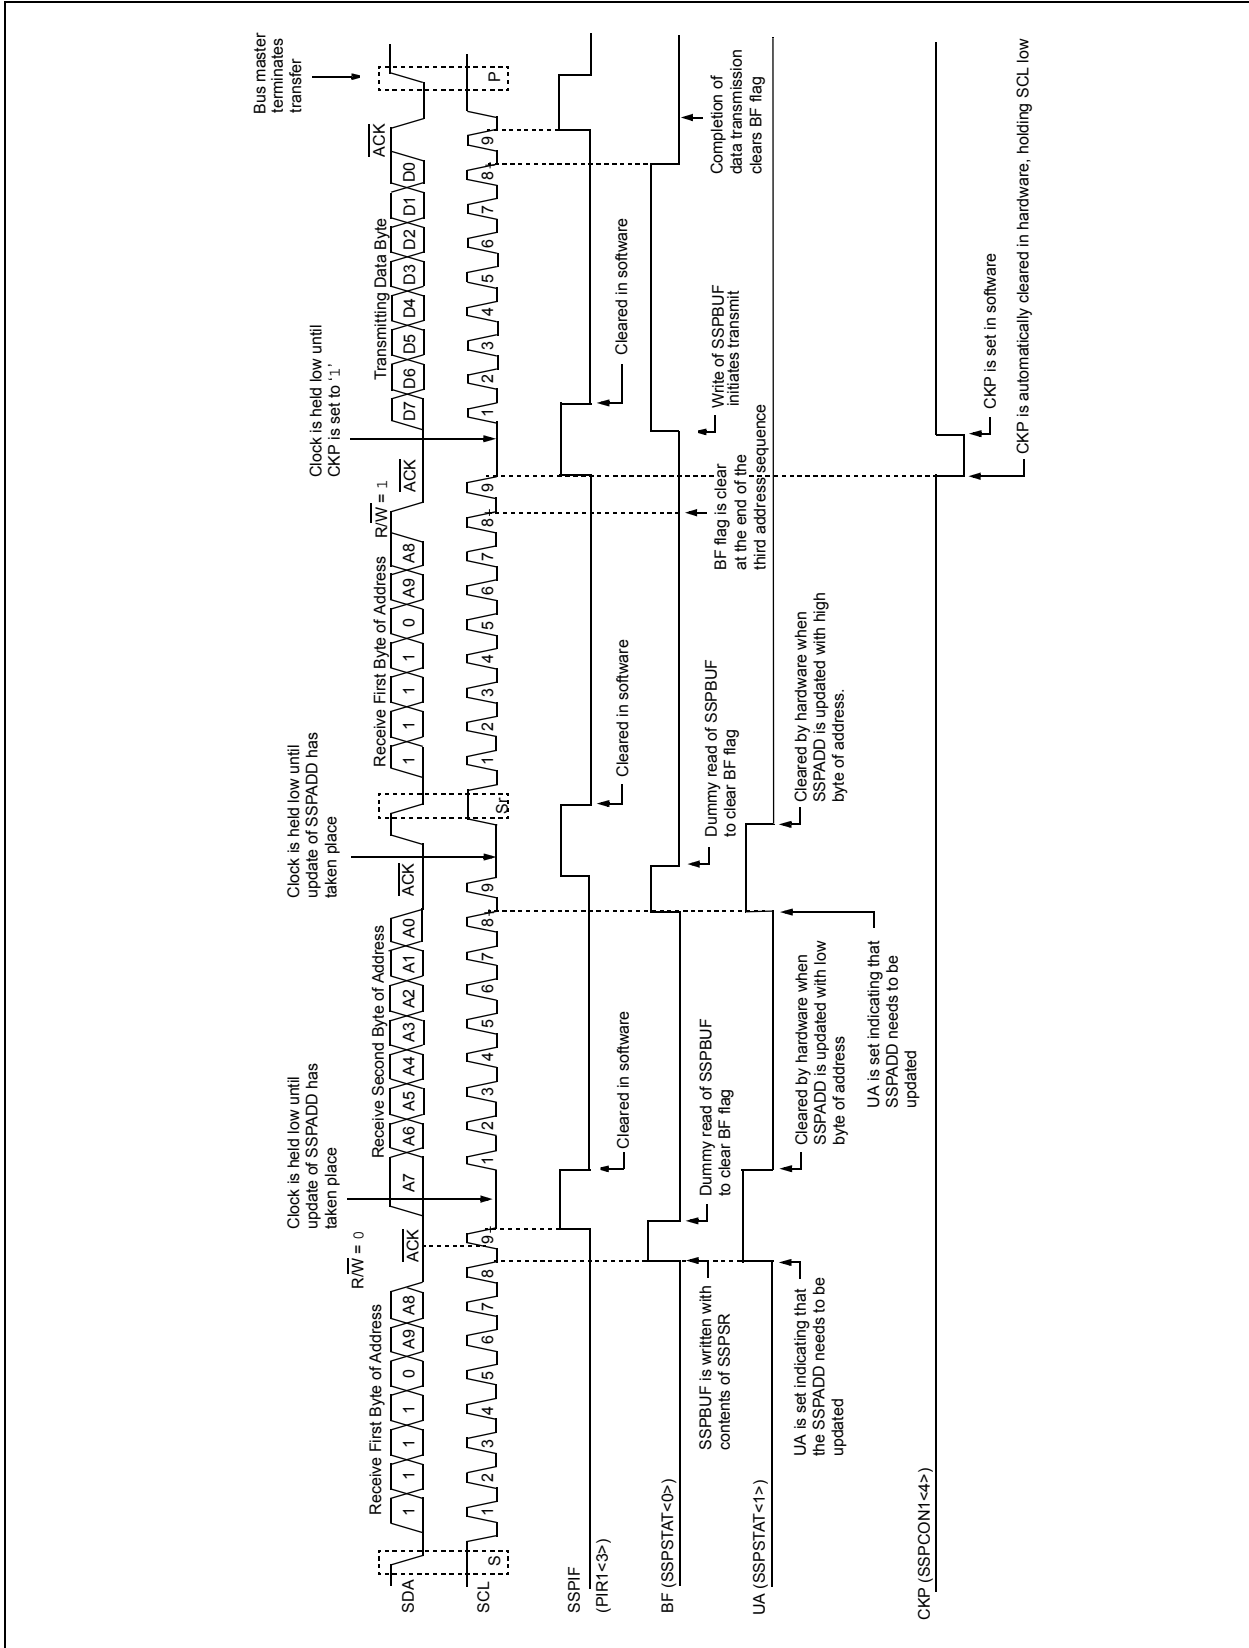 Bus master
terminates
transfer
Clock is held low until
CKP is set to ‘1’
Clock is held low until
update of SSPADD has
taken place
Clock is held low until
update of SSPADD has
taken place
R/W = 0
R/W = 1
Receive First Byte of Address
ACK
Receive Second Byte of Address
ACK
Receive First Byte of Address
ACK
Transmitting Data Byte
ACK
SDA
1 1 1 1 0 A9 A8
A7 A6 A5 A4 A3 A2 A1 A0
1 1 1 1 0 A9 A8
D7 D6 D5 D4 D3 D2 D1 D0
SCL
S 1 2 3 4 5 6 7 8 9
1 2 3 4 5 6 7 8 9
Sr 1 2 3 4 5 6 7 8 9
1 2 3 4 5 6 7 8 9 P
SSPIF
(PIR1<3>)
Cleared in software
Cleared in software
Cleared in software
BF (SSPSTAT<0>)
SSPBUF is written with
contents of SSPSR
Dummy read of SSPBUF
to clear BF flag
Dummy read of SSPBUF
to clear BF flag
BF flag is clear
at the end of the
third address sequence
Write of SSPBUF
initiates transmit
Completion of
data transmission
clears BF flag
UA (SSPSTAT<1>)
UA is set indicating that
the SSPADD needs to be
updated
Cleared by hardware when
SSPADD is updated with low
byte of address
UA is set indicating that
SSPADD needs to be
updated
Cleared by hardware when
SSPADD is updated with high
byte of address.
CKP (SSPCON1<4>)
CKP is set in software
CKP is automatically cleared in hardware, holding SCL low